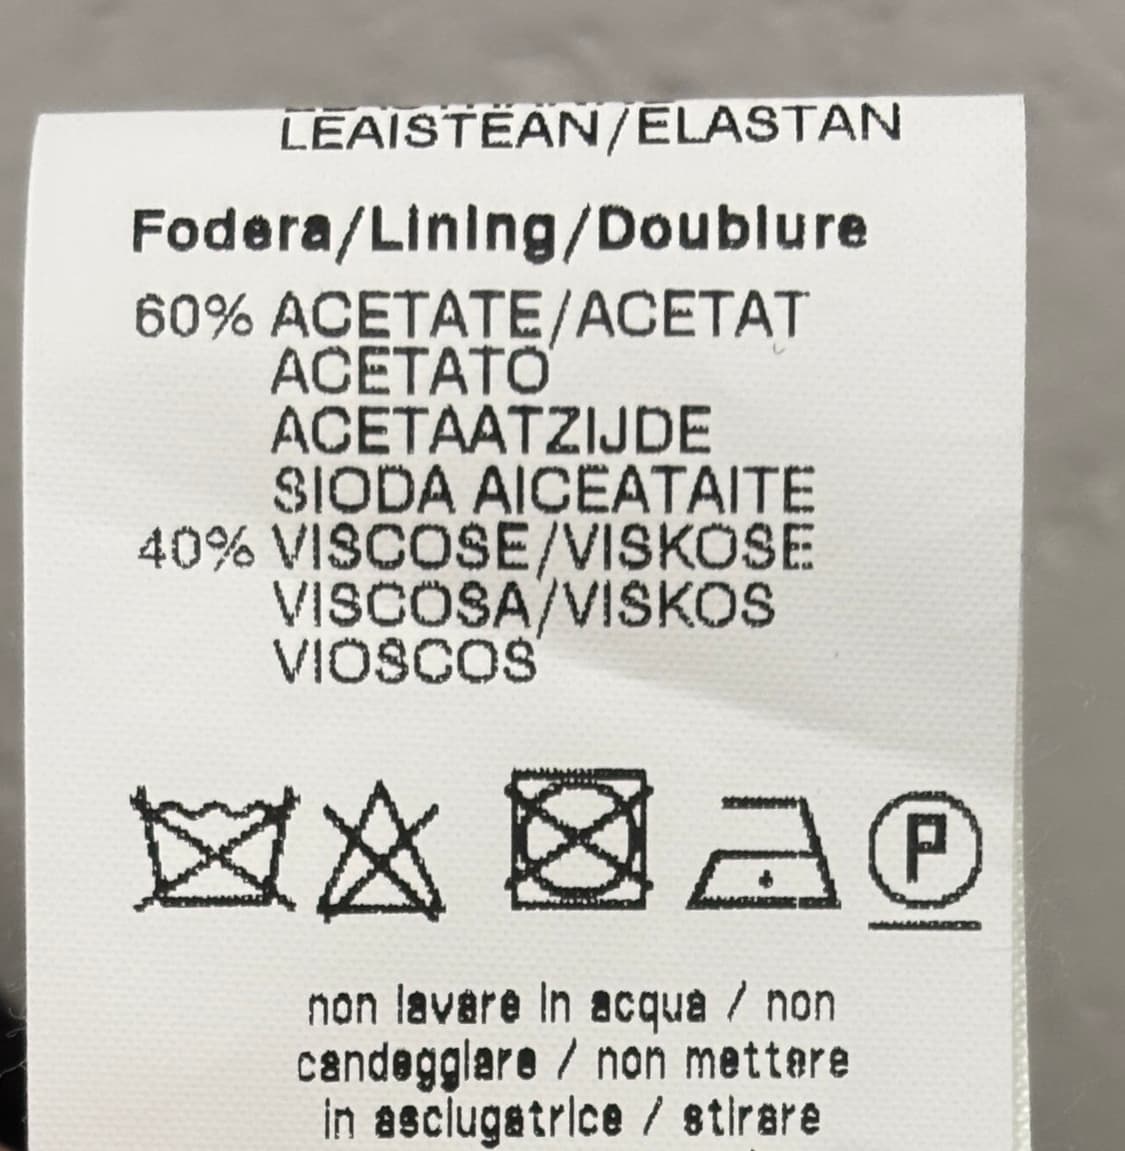 LEAISTEAN/ELASTAN
Fodera/Lining/Doublure
60% ACETATE/ACETAT
ACETATO
ACETAATZIJDE
SIODA AICEATAITE
40% VISCOSE/VISKOSE
VISCOSA/VISKOS
VIOSCOS
P
non lavare in acqua / non
candeggiare / non mettere
in asciugatrice / stirare